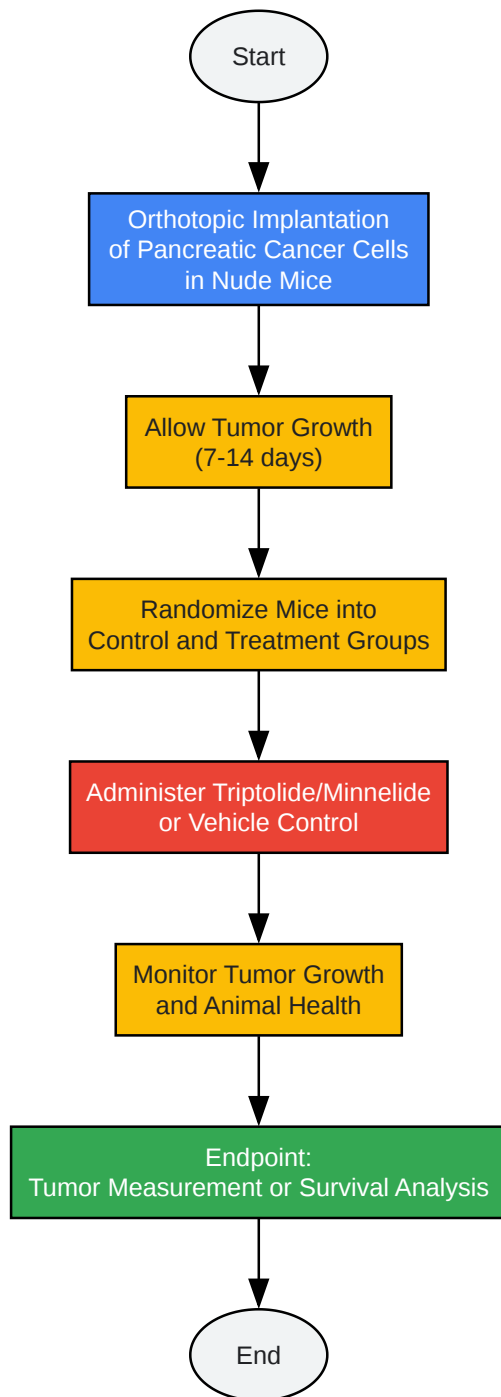 Start
Orthotopic Implantation
of Pancreatic Cancer Cells
in Nude Mice
Allow Tumor Growth
(7-14 days)
Randomize Mice into
Control and Treatment Groups
Administer Triptolide/Minnelide
or Vehicle Control
Monitor Tumor Growth
and Animal Health
Endpoint:
Tumor Measurement or Survival Analysis
End